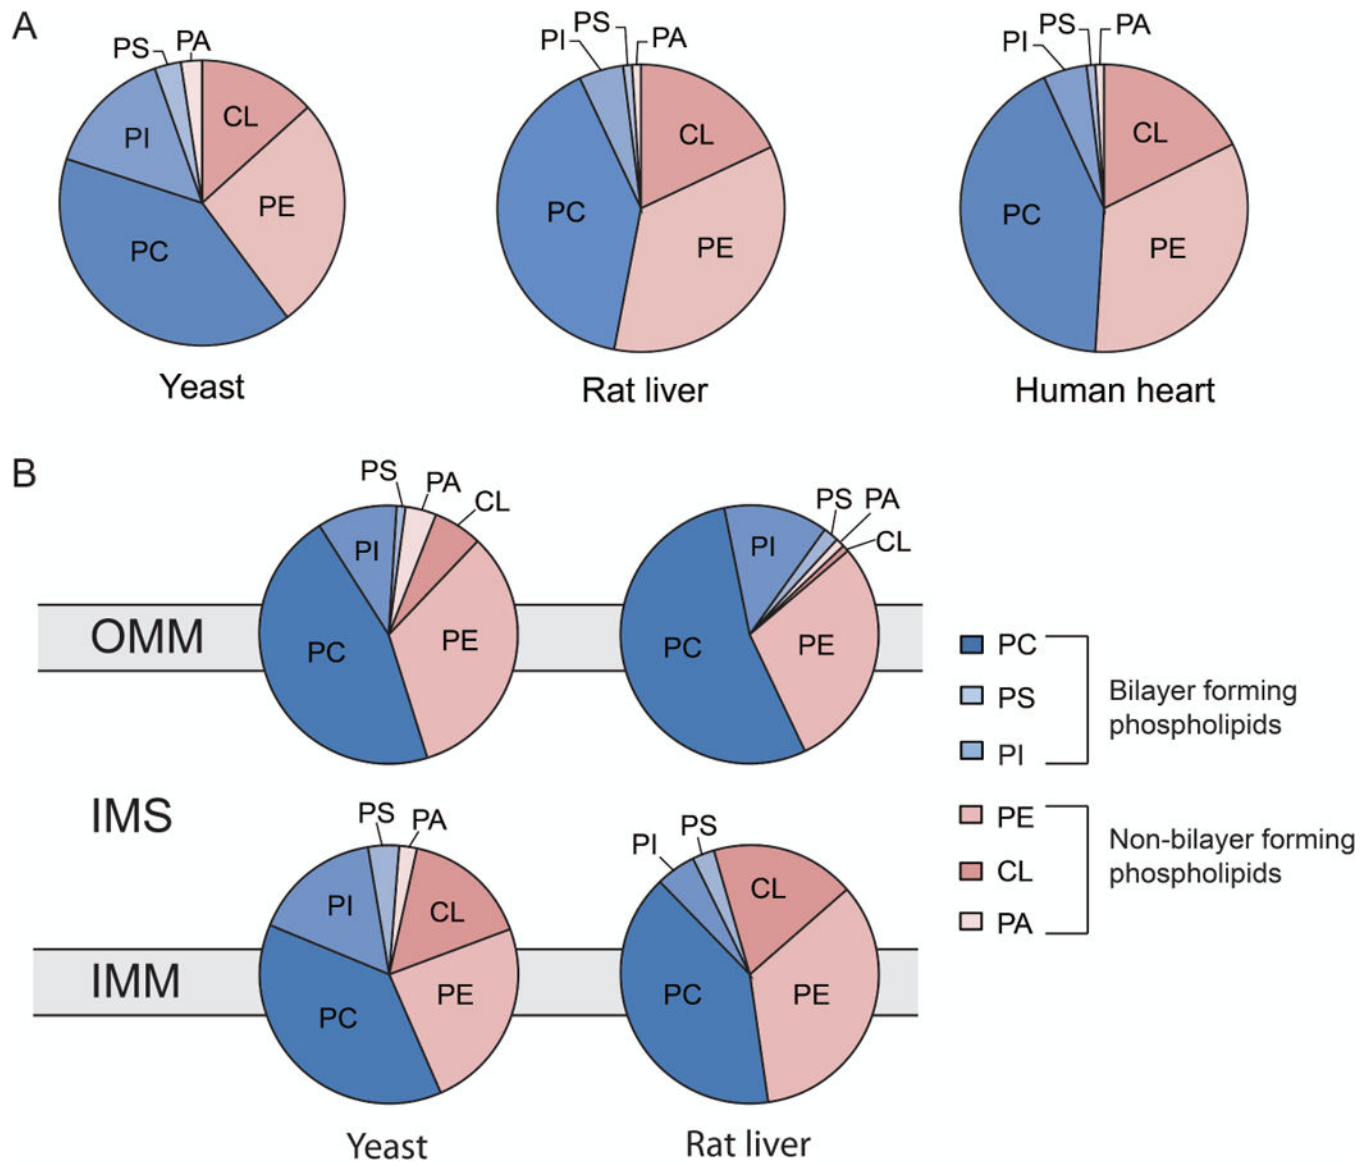 A
PS
PA
CL
PI
PE
PC
Yeast
PS
PI
PA
CL
PC
PE
Rat liver
PS
PA
PI
CL
PC
PE
Human heart
B
PS
PA
CL
PI
PC
PE
PS
PA
CL
PI
PC
PE
OMM
PC
PS
PI
Bilayer forming
phospholipids
IMS
PE
CL
PA
Non-bilayer forming
phospholipids
PS
PA
PI
CL
PE
PC
PS
PI
CL
PC
PE
IMM
Yeast
Rat liver